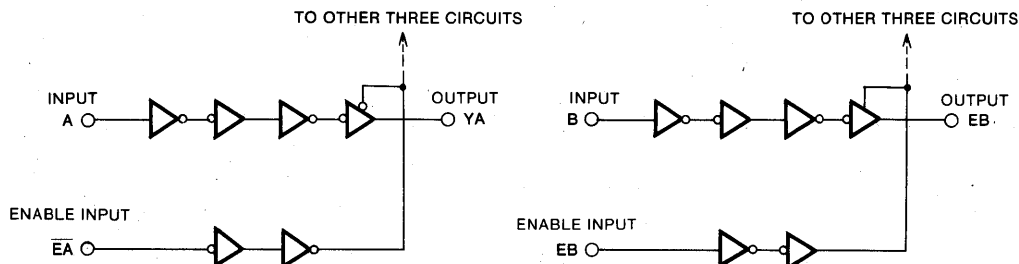 TO OTHER THREE CIRCUITS
INPUT
A
OUTPUT
YA
ENABLE INPUT
E̅A̅
TO OTHER THREE CIRCUITS
INPUT
B
OUTPUT
EB
ENABLE INPUT
EB